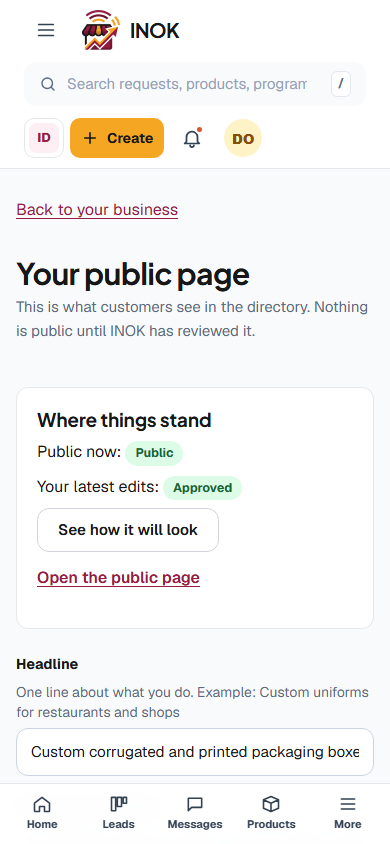 INOK
Search requests, products, program
/
ID
Create
DO
Back to your business
Your public page
This is what customers see in the directory. Nothing
is public until INOK has reviewed it.
Where things stand
Public now: Public
Your latest edits: Approved
See how it will look
Open the public page
Headline
One line about what you do. Example: Custom uniforms
for restaurants and shops
Custom corrugated and printed packaging boxe
Home Leads Messages Products More